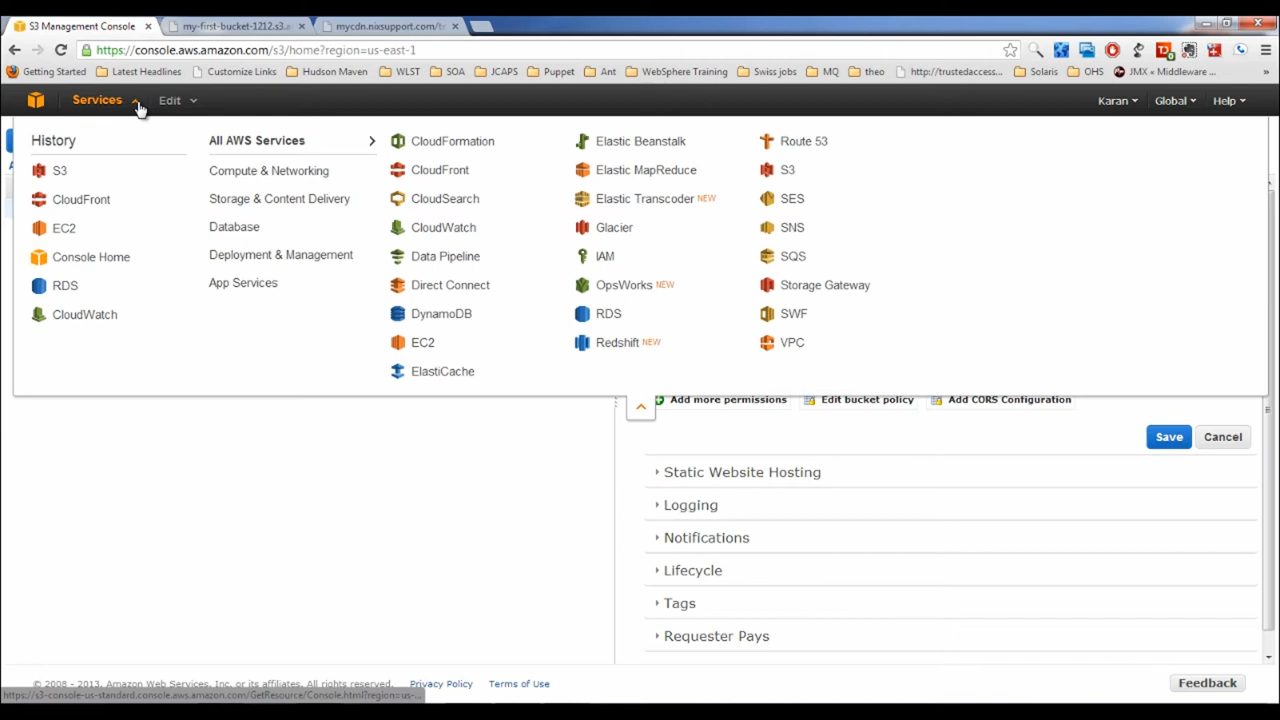 S3 Management Console
my-first-bucket-1212.s3.a
mycdn.nixsupport.com/te
https://console.aws.amazon.com/s3/home?region=us-east-1
Getting Started
Latest Headlines
Customize Links
Hudson Maven
WLST
SOA
JCAPS
Puppet
Ant
WebSphere Training
Swiss jobs
MQ
theo
http://trustedaccess...
Solaris
OHS
JMX « Middleware ...
Services
Edit
Karan
Global
Help
History
S3
CloudFront
EC2
Console Home
RDS
CloudWatch
All AWS Services
Compute & Networking
Storage & Content Delivery
Database
Deployment & Management
App Services
CloudFormation
CloudFront
CloudSearch
CloudWatch
Data Pipeline
Direct Connect
DynamoDB
EC2
ElastiCache
Elastic Beanstalk
Elastic MapReduce
Elastic Transcoder NEW
Glacier
IAM
OpsWorks NEW
RDS
Redshift NEW
Route 53
S3
SES
SNS
SQS
Storage Gateway
SWF
VPC
Add more permissions
Edit bucket policy
Add CORS Configuration
Save
Cancel
Static Website Hosting
Logging
Notifications
Lifecycle
Tags
Requester Pays
© 2008 - 2013, Amazon Web Services, Inc. or its affiliates. All rights reserved.
Privacy Policy
Terms of Use
Feedback
https://s3-console-us-standard.console.aws.amazon.com/GetResource/Console.html?region=us-...